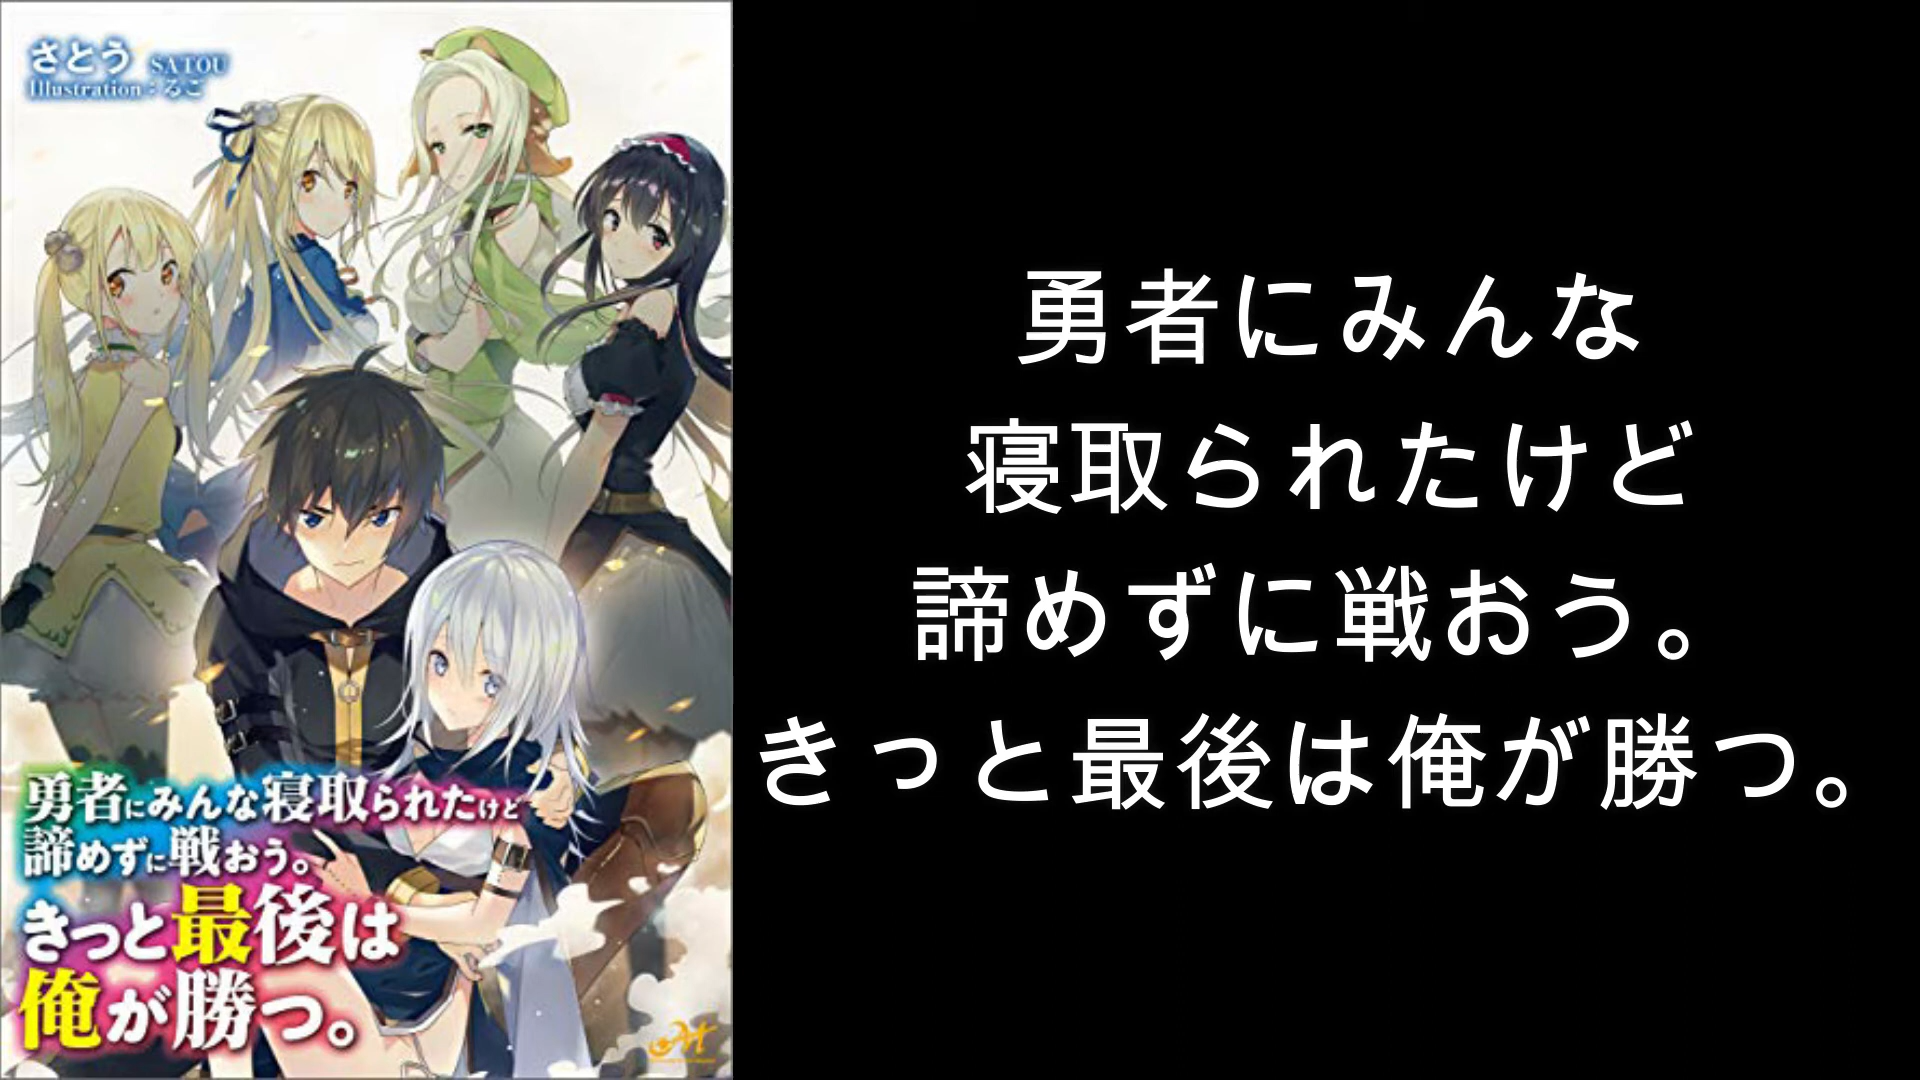 さとう SATOU
Illustration：るご
勇者にみんな寝取られたけど
諦めずに戦おう。
きっと最後は
俺が勝つ。
勇者にみんな
寝取られたけど
諦めずに戦おう。
きっと最後は俺が勝つ。